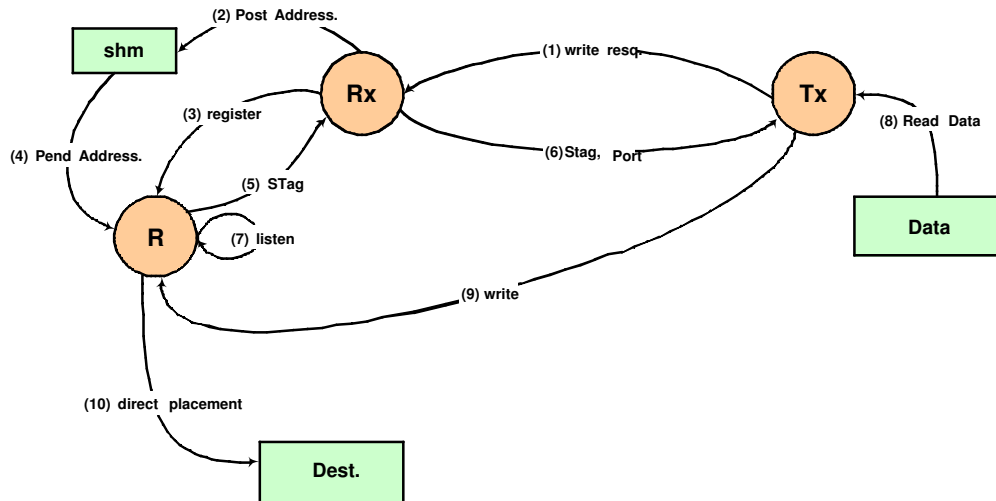 (2) Post Address.
shm
(1) write resq.
Rx
Tx
(3) register
(8) Read Data
(4) Pend Address.
(6)Stag, Port
(5) STag
R
(7) listen
Data
(9) write
(10) direct placement
Dest.